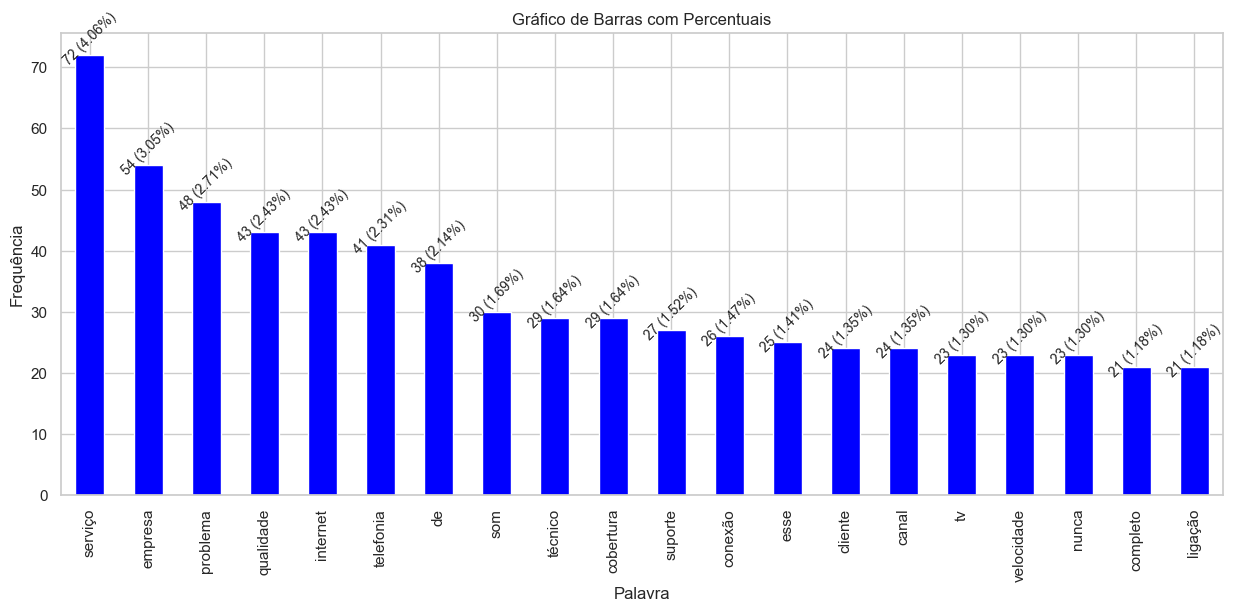 Gráfico de Barras com Percentuais
72 (4.06%)
54 (3.05%)
48 (2.71%)
43 (2.43%)
43 (2.43%)
41 (2.31%)
38 (2.14%)
30 (1.69%)
29 (1.64%)
29 (1.64%)
27 (1.52%)
26 (1.47%)
25 (1.41%)
24 (1.35%)
24 (1.35%)
23 (1.30%)
23 (1.30%)
23 (1.30%)
21 (1.18%)
21 (1.18%)
Frequência
70
60
50
40
30
20
10
0
serviço
empresa
problema
qualidade
internet
telefonia
de
som
técnico
cobertura
suporte
conexão
esse
cliente
canal
tv
velocidade
nunca
completo
ligação
Palavra